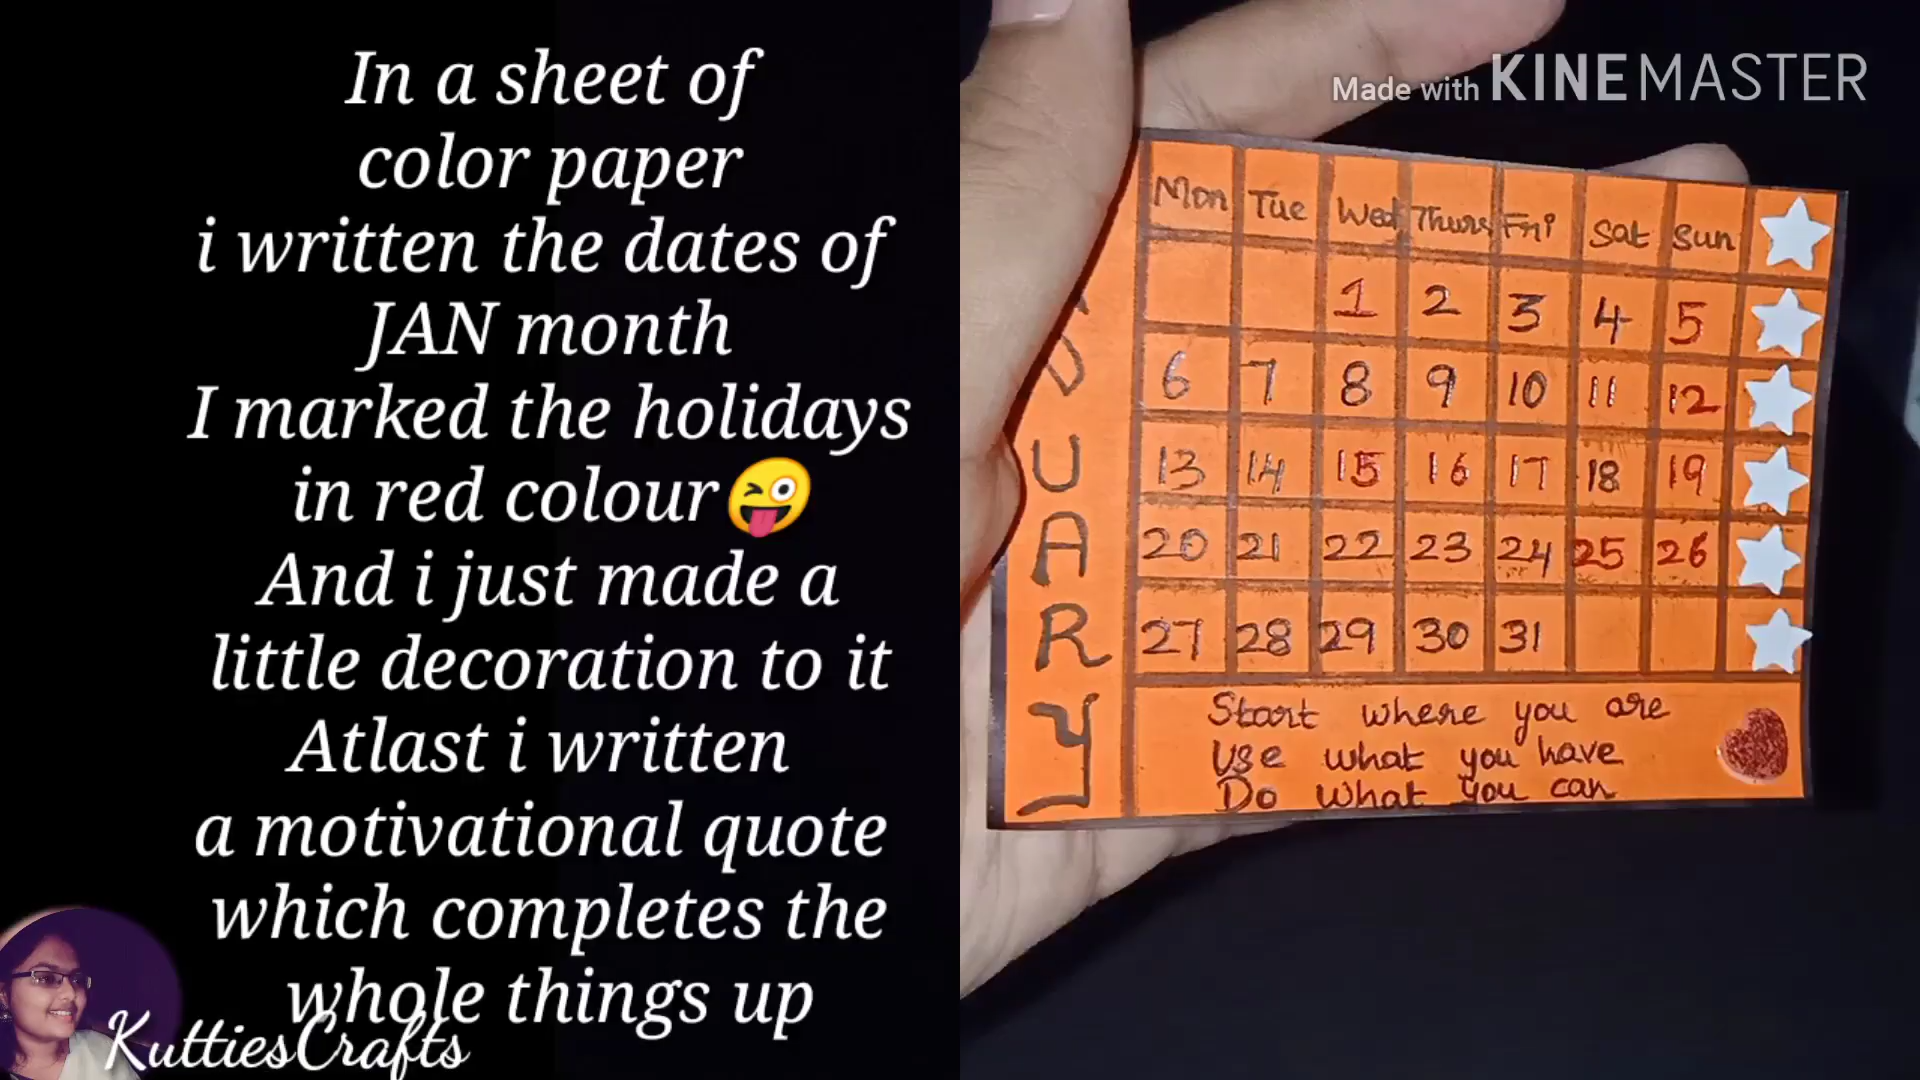 In a sheet of
color paper
i written the dates of
JAN month
I marked the holidays
in red colour😜
And i just made a
little decoration to it
Atlast i written
a motivational quote
which completes the
whole things up
KuttiesCrafts
Made with KINEMASTER
Mon Tue Wed Thurs Fri Sat Sun
1 2 3 4 5
6 7 8 9 10 11 12
13 14 15 16 17 18 19
20 21 22 23 24 25 26
27 28 29 30 31
U
A
R
Y
Start where you are
Use what you have
Do what you can